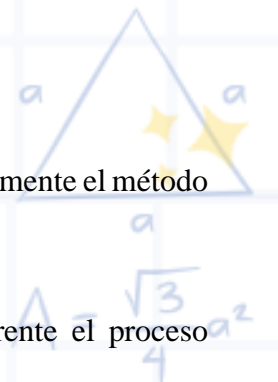 a a
mente el método
a
rente el proceso
A = √3/4 a²